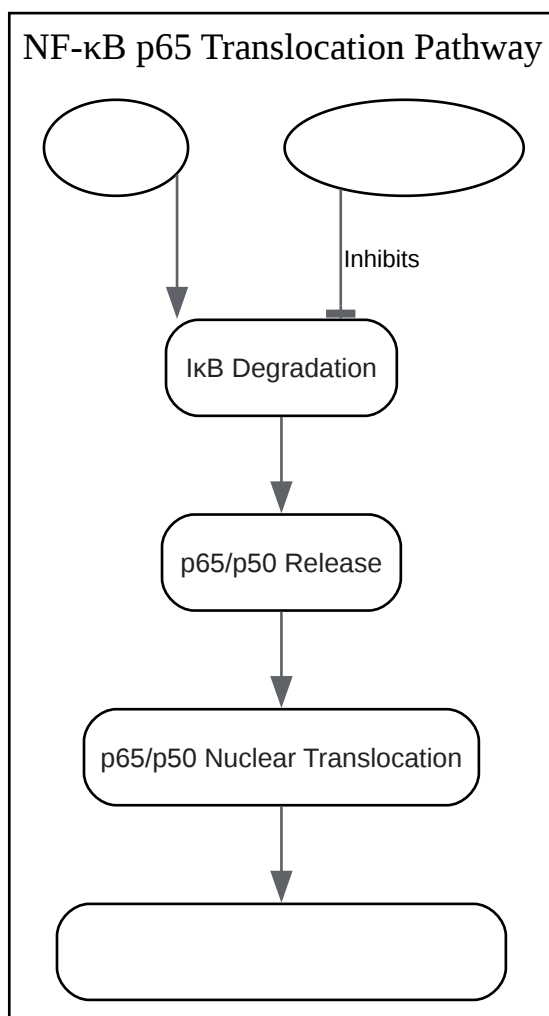 NF-κB p65 Translocation Pathway
Inhibits
IκB Degradation
p65/p50 Release
p65/p50 Nuclear Translocation